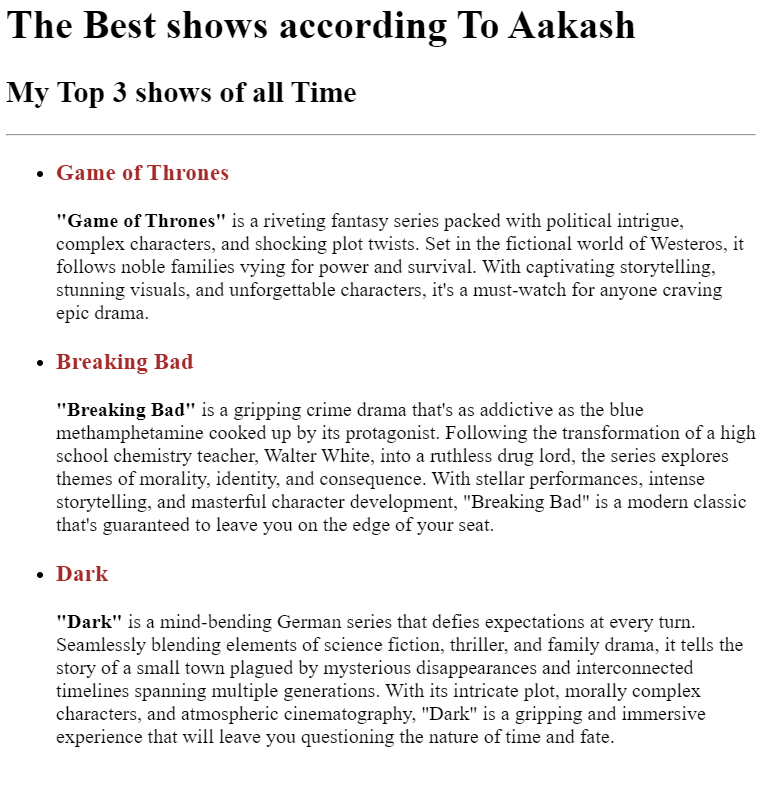 The Best shows according To Aakash
My Top 3 shows of all Time
Game of Thrones
"Game of Thrones" is a riveting fantasy series packed with political intrigue,
complex characters, and shocking plot twists. Set in the fictional world of Westeros, it
follows noble families vying for power and survival. With captivating storytelling,
stunning visuals, and unforgettable characters, it's a must-watch for anyone craving
epic drama.
Breaking Bad
"Breaking Bad" is a gripping crime drama that's as addictive as the blue
methamphetamine cooked up by its protagonist. Following the transformation of a high
school chemistry teacher, Walter White, into a ruthless drug lord, the series explores
themes of morality, identity, and consequence. With stellar performances, intense
storytelling, and masterful character development, "Breaking Bad" is a modern classic
that's guaranteed to leave you on the edge of your seat.
Dark
"Dark" is a mind-bending German series that defies expectations at every turn.
Seamlessly blending elements of science fiction, thriller, and family drama, it tells the
story of a small town plagued by mysterious disappearances and interconnected
timelines spanning multiple generations. With its intricate plot, morally complex
characters, and atmospheric cinematography, "Dark" is a gripping and immersive
experience that will leave you questioning the nature of time and fate.